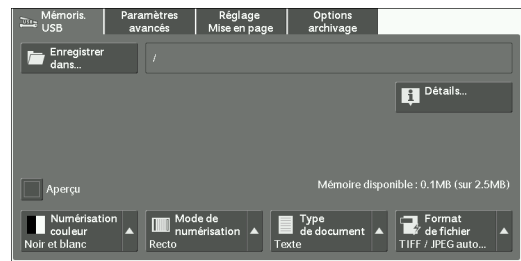 Mémoris.
USB
Paramètres
avancés
Réglage
Mise en page
Options
archivage
Enregistrer
dans...
/
Détails...
Aperçu
Mémoire disponible : 0.1MB (sur 2.5MB)
Numérisation
couleur
Noir et blanc
Mode de
numérisation
Recto
Type
de document
Texte
Format
de fichier
TIFF / JPEG auto...